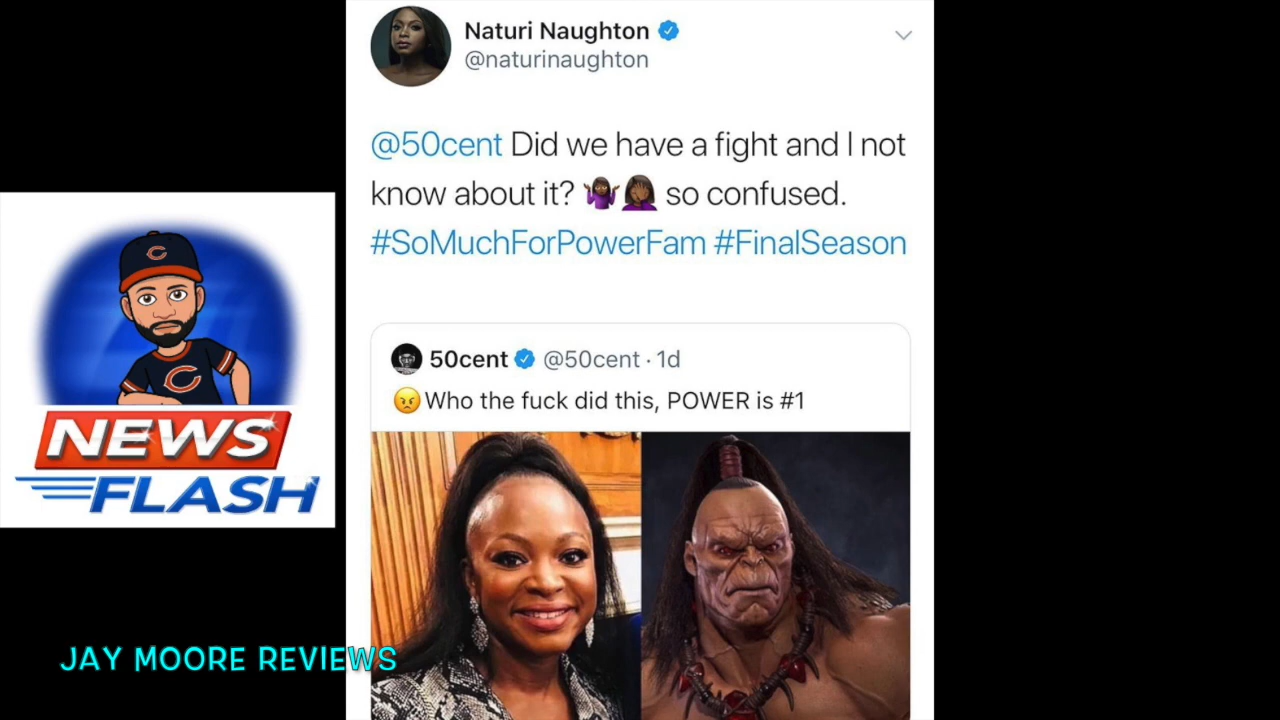 Naturi Naughton
@naturinaughton
@50cent Did we have a fight and I not
know about it? 🤷🏾‍♀️🤦🏾‍♀️ so confused.
#SoMuchForPowerFam #FinalSeason
50cent @50cent · 1d
😠Who the fuck did this, POWER is #1
C
C
NEWS
FLASH
JAY MOORE REVIEWS